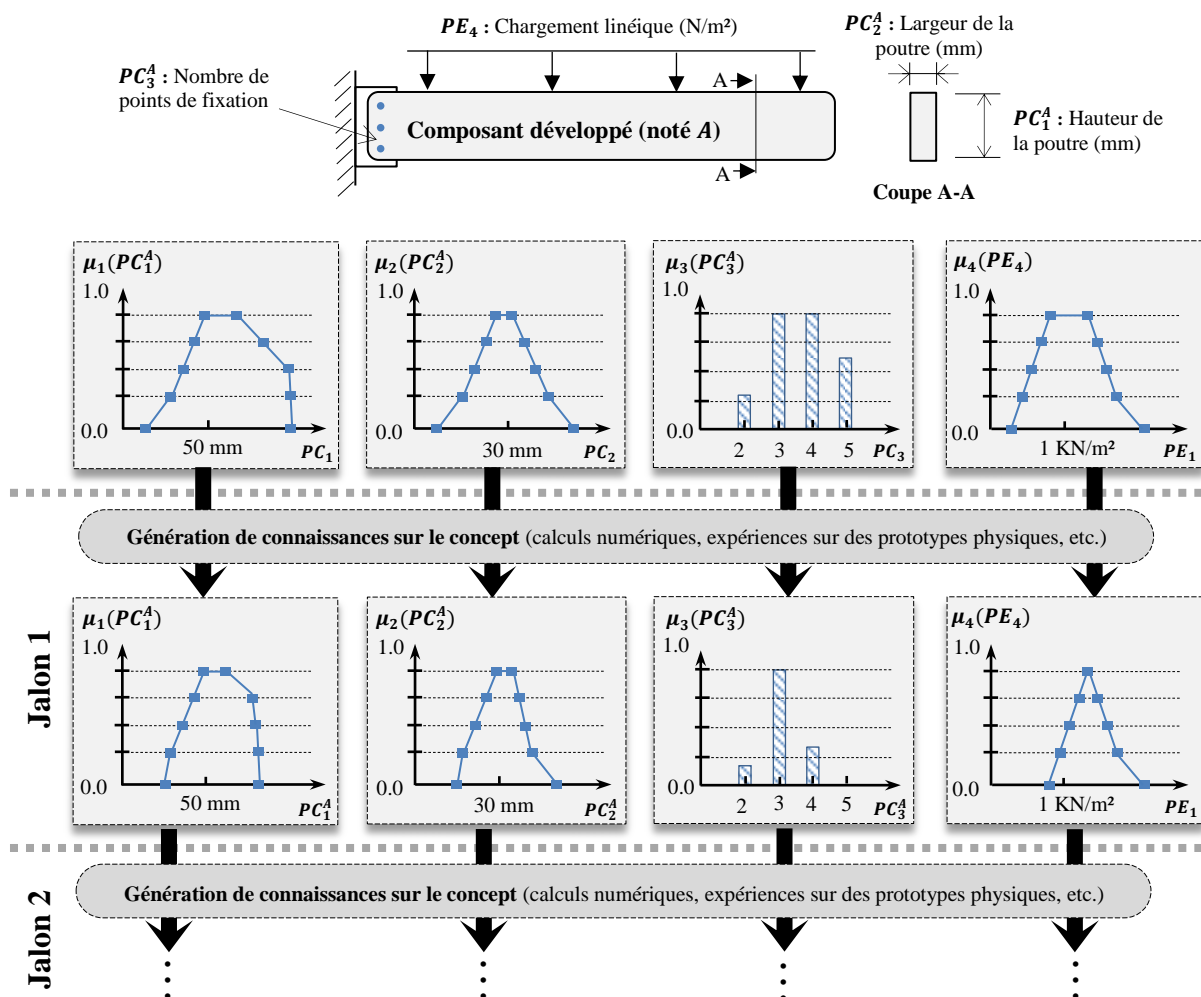 PE₄ : Chargement linéique (N/m²)
PC₂ᴬ : Largeur de la
poutre (mm)
PC₃ᴬ : Nombre de
points de fixation
A
Composant développé (noté A)
A
PC₁ᴬ : Hauteur de
la poutre (mm)
Coupe A-A
μ₁(PC₁ᴬ)
1.0
0.0
50 mm
PC₁
μ₂(PC₂ᴬ)
1.0
0.0
30 mm
PC₂
μ₃(PC₃ᴬ)
1.0
0.0
2 3 4 5
PC₃
μ₄(PE₄)
1.0
0.0
1 KN/m²
PE₁
Génération de connaissances sur le concept (calculs numériques, expériences sur des prototypes physiques, etc.)
Jalon 1
μ₁(PC₁ᴬ)
1.0
0.0
50 mm
PC₁ᴬ
μ₂(PC₂ᴬ)
1.0
0.0
30 mm
PC₂ᴬ
μ₃(PC₃ᴬ)
1.0
0.0
2 3 4 5
PC₃ᴬ
μ₄(PE₄)
1.0
0.0
1 KN/m²
PE₁
Jalon 2
Génération de connaissances sur le concept (calculs numériques, expériences sur des prototypes physiques, etc.)